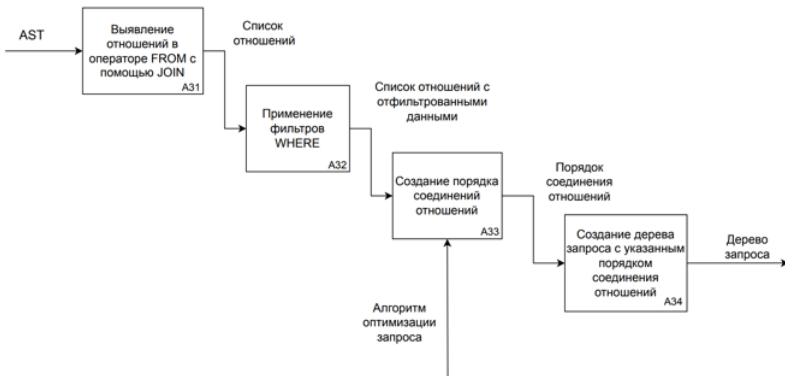 AST
Выявление
отношений в
операторе FROM с
помощью JOIN
A31
Список
отношений
Применение
фильтров
WHERE
A32
Список отношений с
отфильтрованными
данными
Создание порядка
соединений
отношений
A33
Порядок
соединения
отношений
Создание дерева
запроса с указанным
порядком
соединения
отношений
A34
Дерево
запроса
Алгоритм
оптимизации
запроса